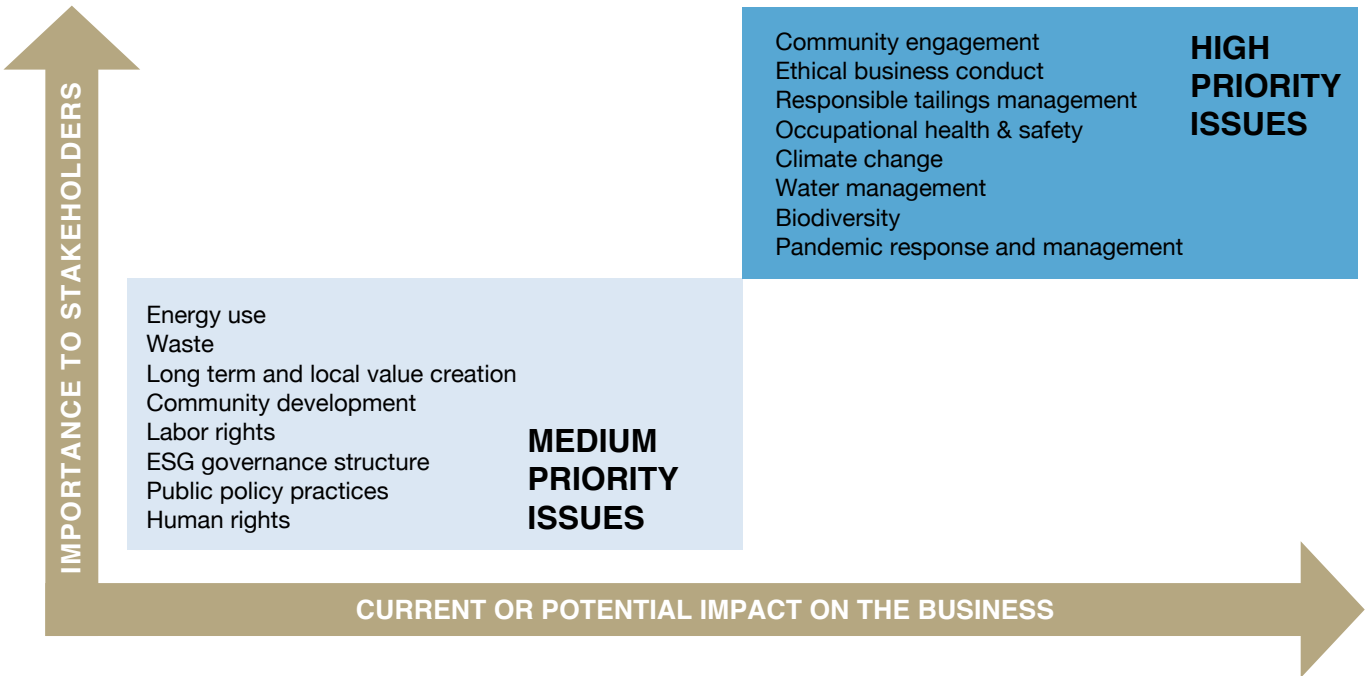 IMPORTANCE TO STAKEHOLDERS
Community engagement
Ethical business conduct
Responsible tailings management
Occupational health & safety
Climate change
Water management
Biodiversity
Pandemic response and management
HIGH
PRIORITY
ISSUES
Energy use
Waste
Long term and local value creation
Community development
Labor rights
ESG governance structure
Public policy practices
Human rights
MEDIUM
PRIORITY
ISSUES
CURRENT OR POTENTIAL IMPACT ON THE BUSINESS